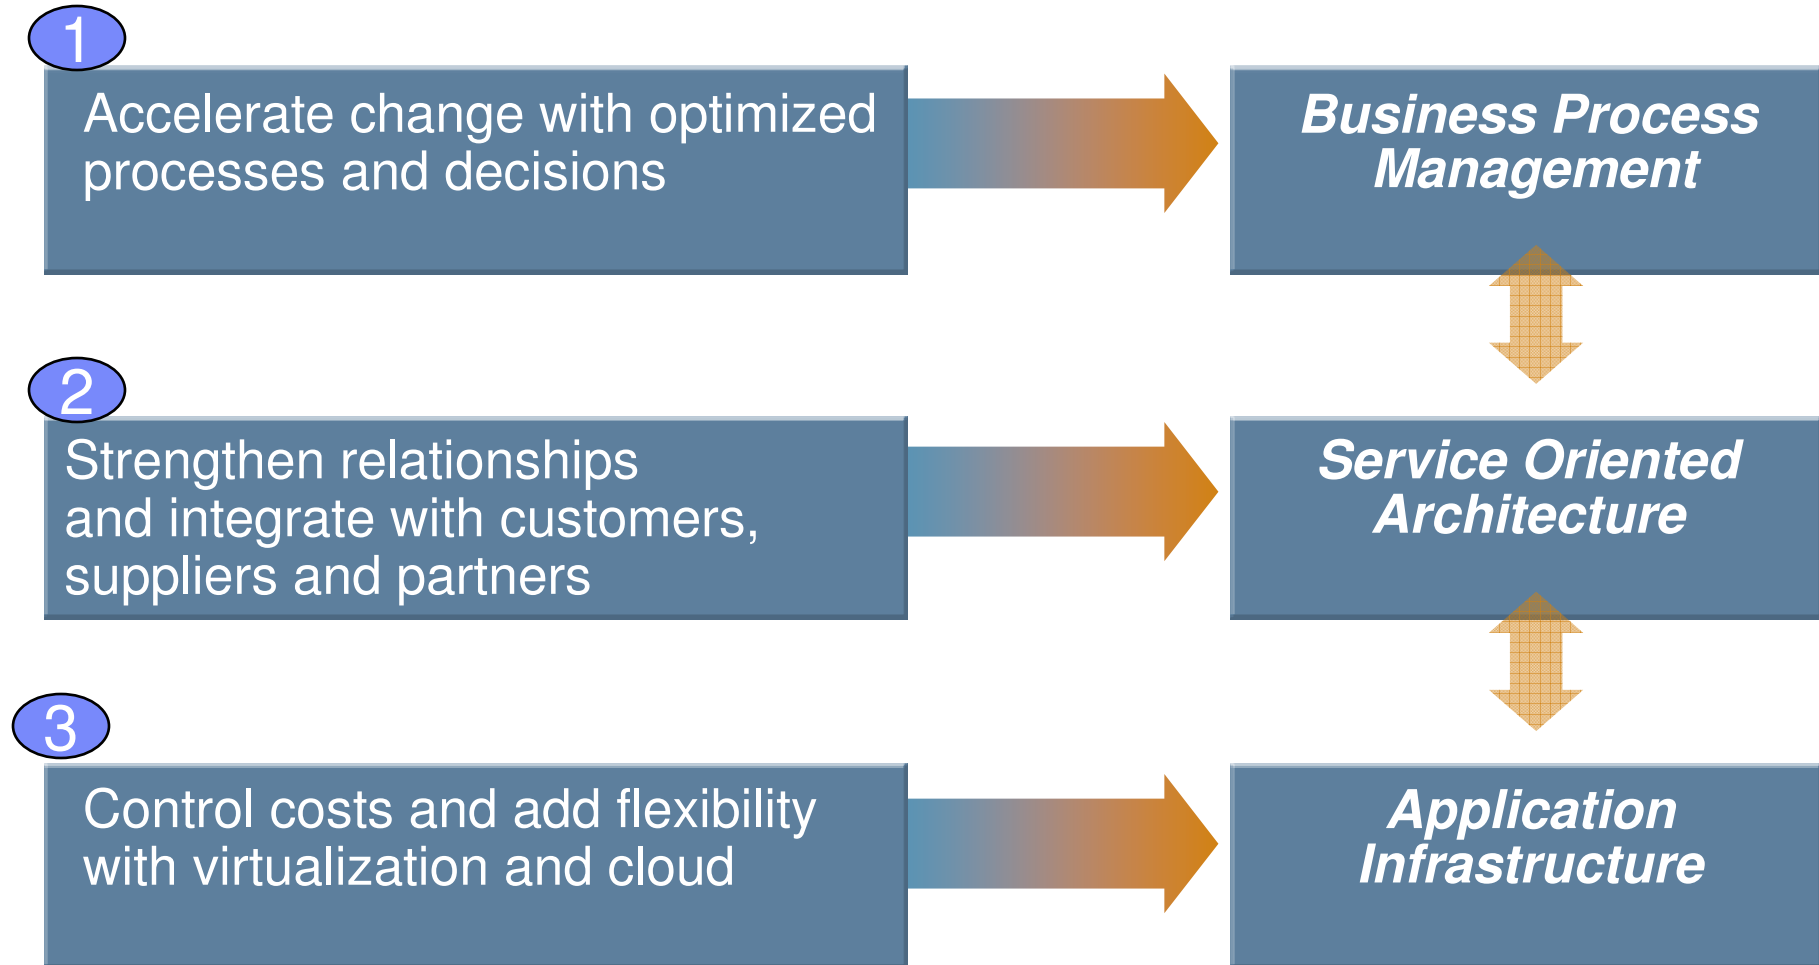 1
Accelerate change with optimized
processes and decisions
Business Process
Management
2
Strengthen relationships
and integrate with customers,
suppliers and partners
Service Oriented
Architecture
3
Control costs and add flexibility
with virtualization and cloud
Application
Infrastructure